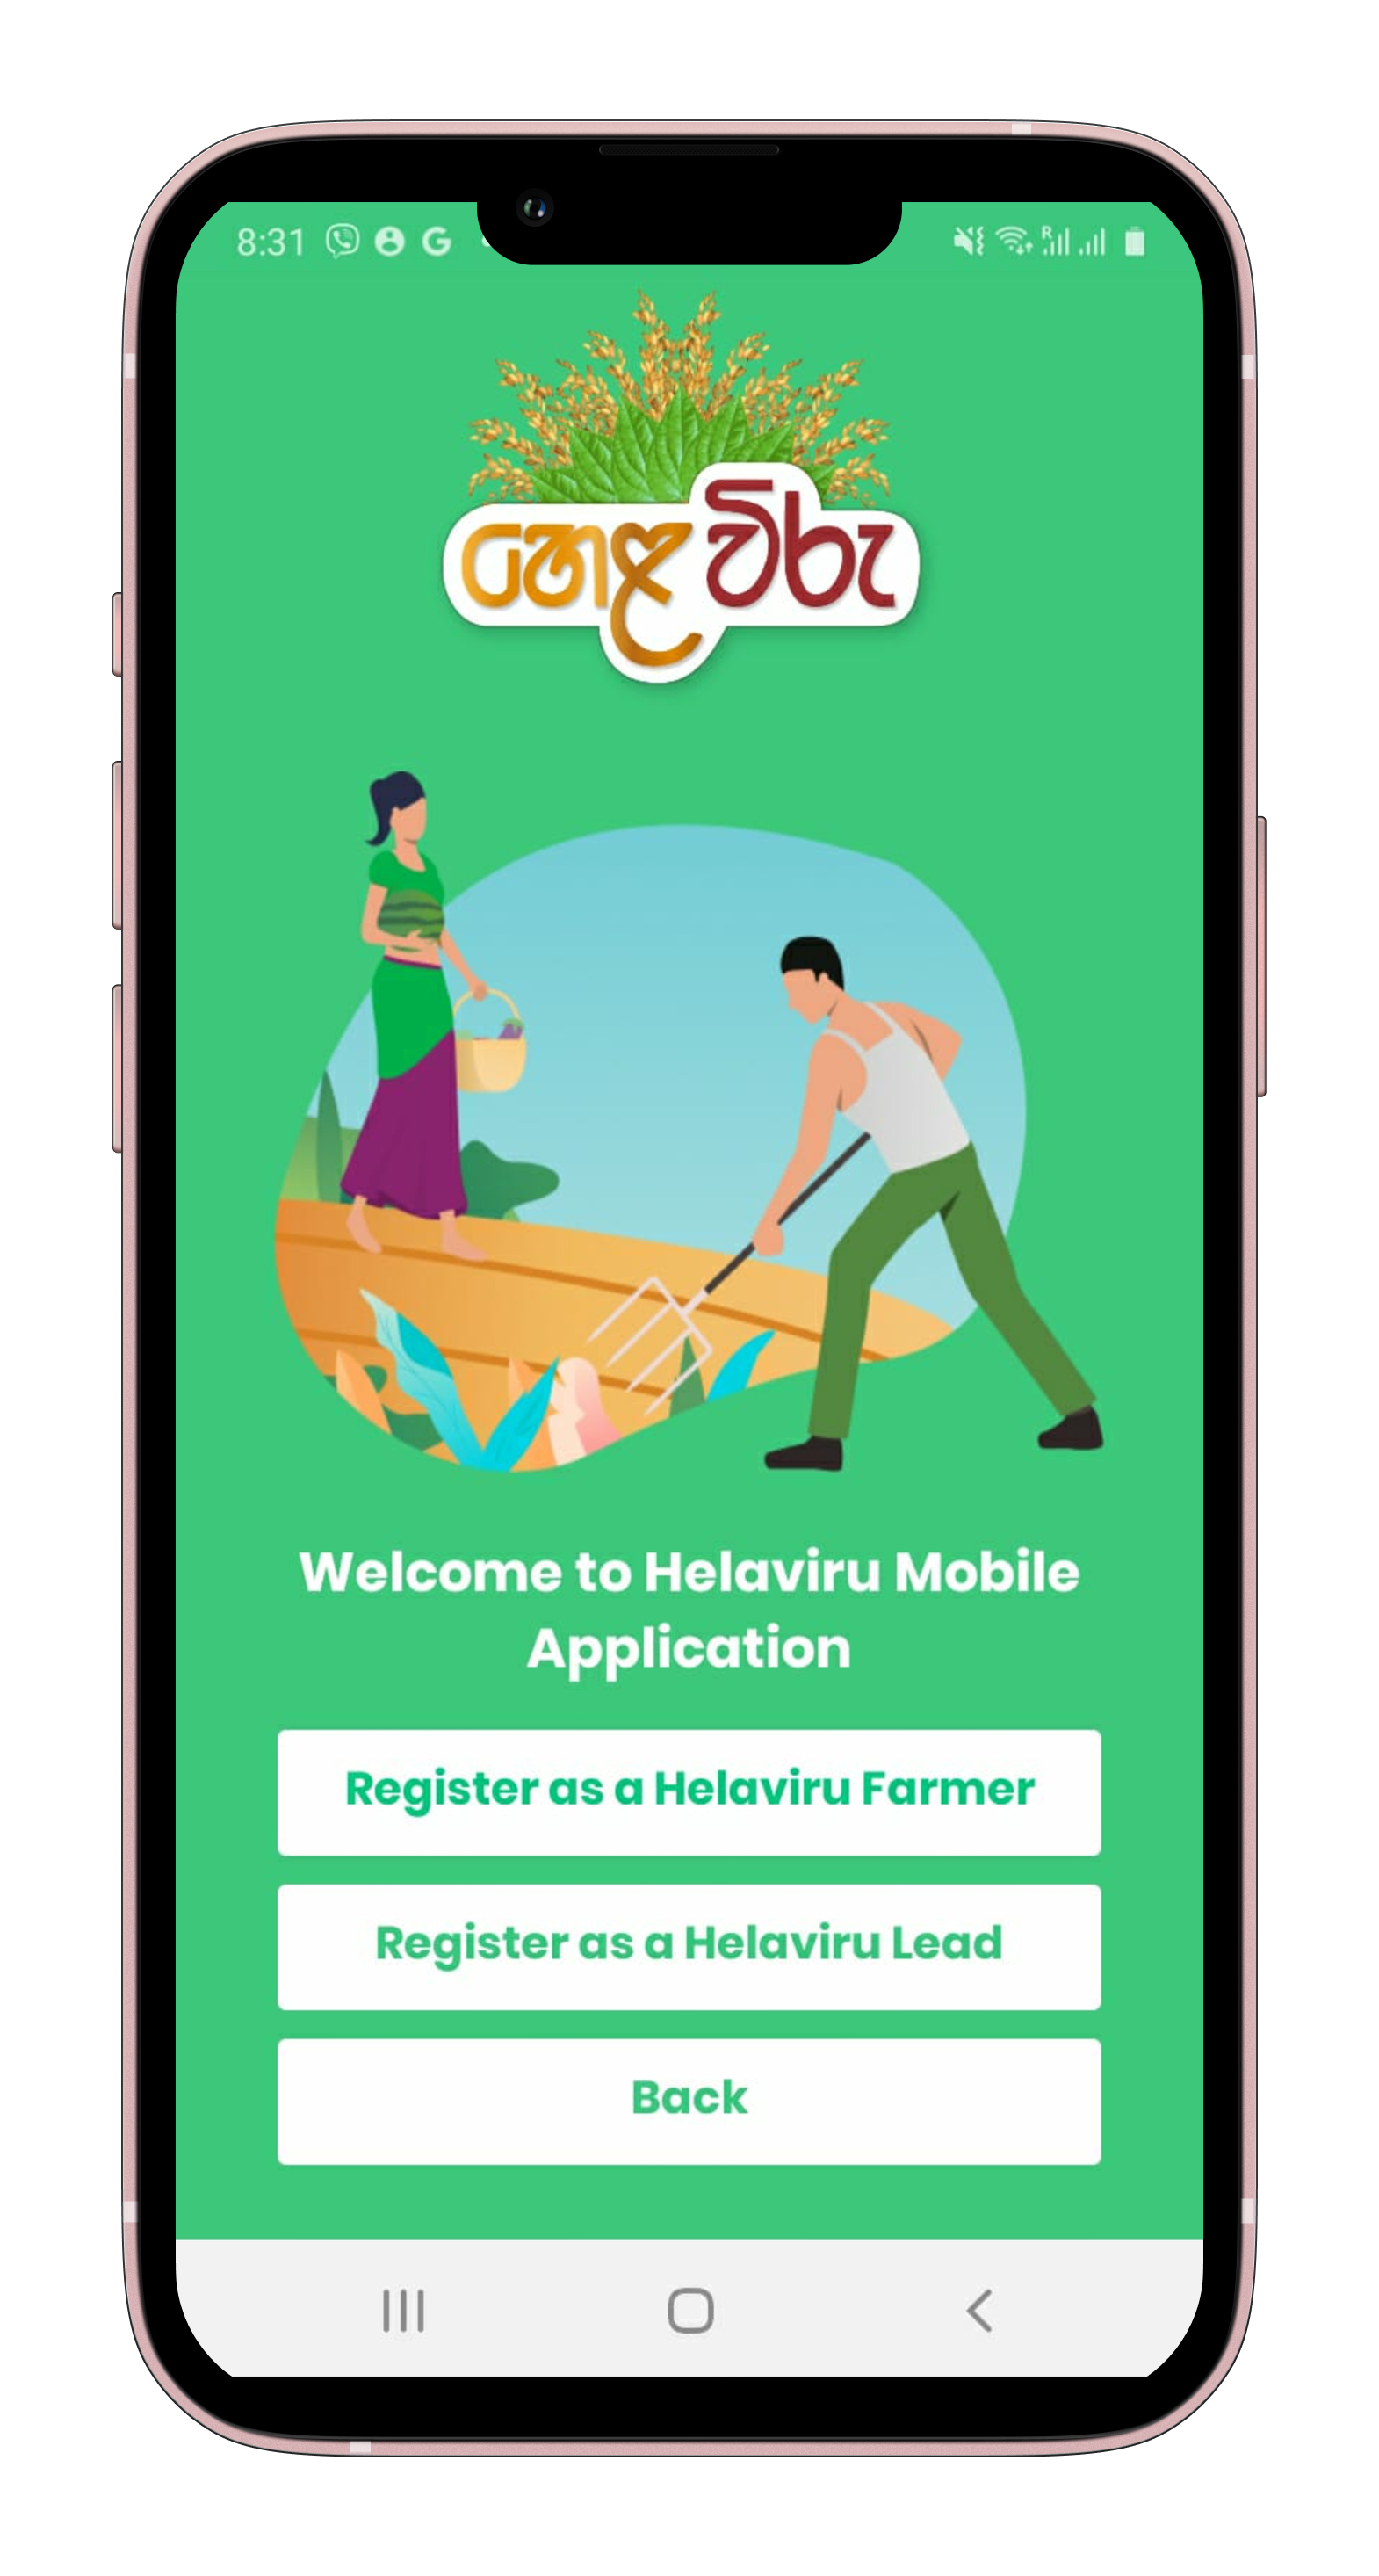 8:31
R
හෙළ විරු
Welcome to Helaviru Mobile
Application
Register as a Helaviru Farmer
Register as a Helaviru Lead
Back